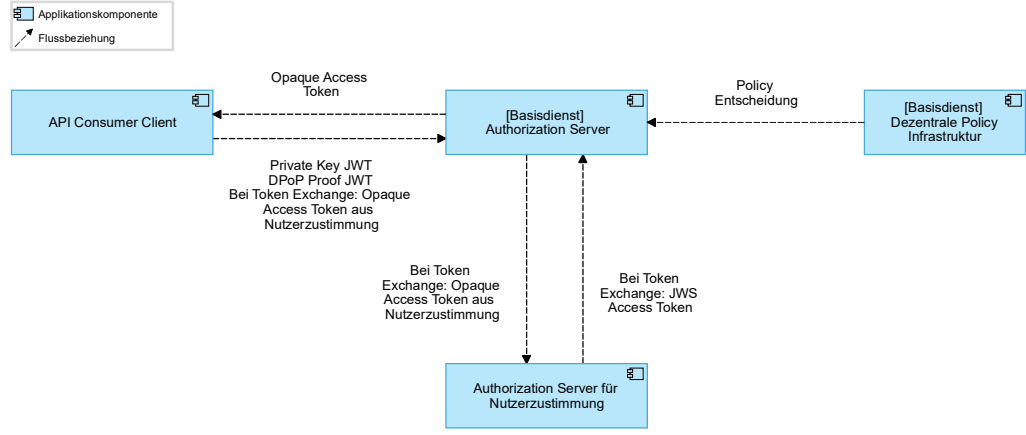 Applikationskomponente
Flussbeziehung
Opaque Access
Token
Policy
Entscheidung
API Consumer Client
[Basisdienst]
Authorization Server
[Basisdienst]
Dezentrale Policy
Infrastruktur
Private Key JWT
DPoP Proof JWT
Bei Token Exchange: Opaque
Access Token aus
Nutzerzustimmung
Bei Token
Exchange: Opaque
Access Token aus
Nutzerzustimmung
Bei Token
Exchange: JWS
Access Token
Authorization Server für
Nutzerzustimmung